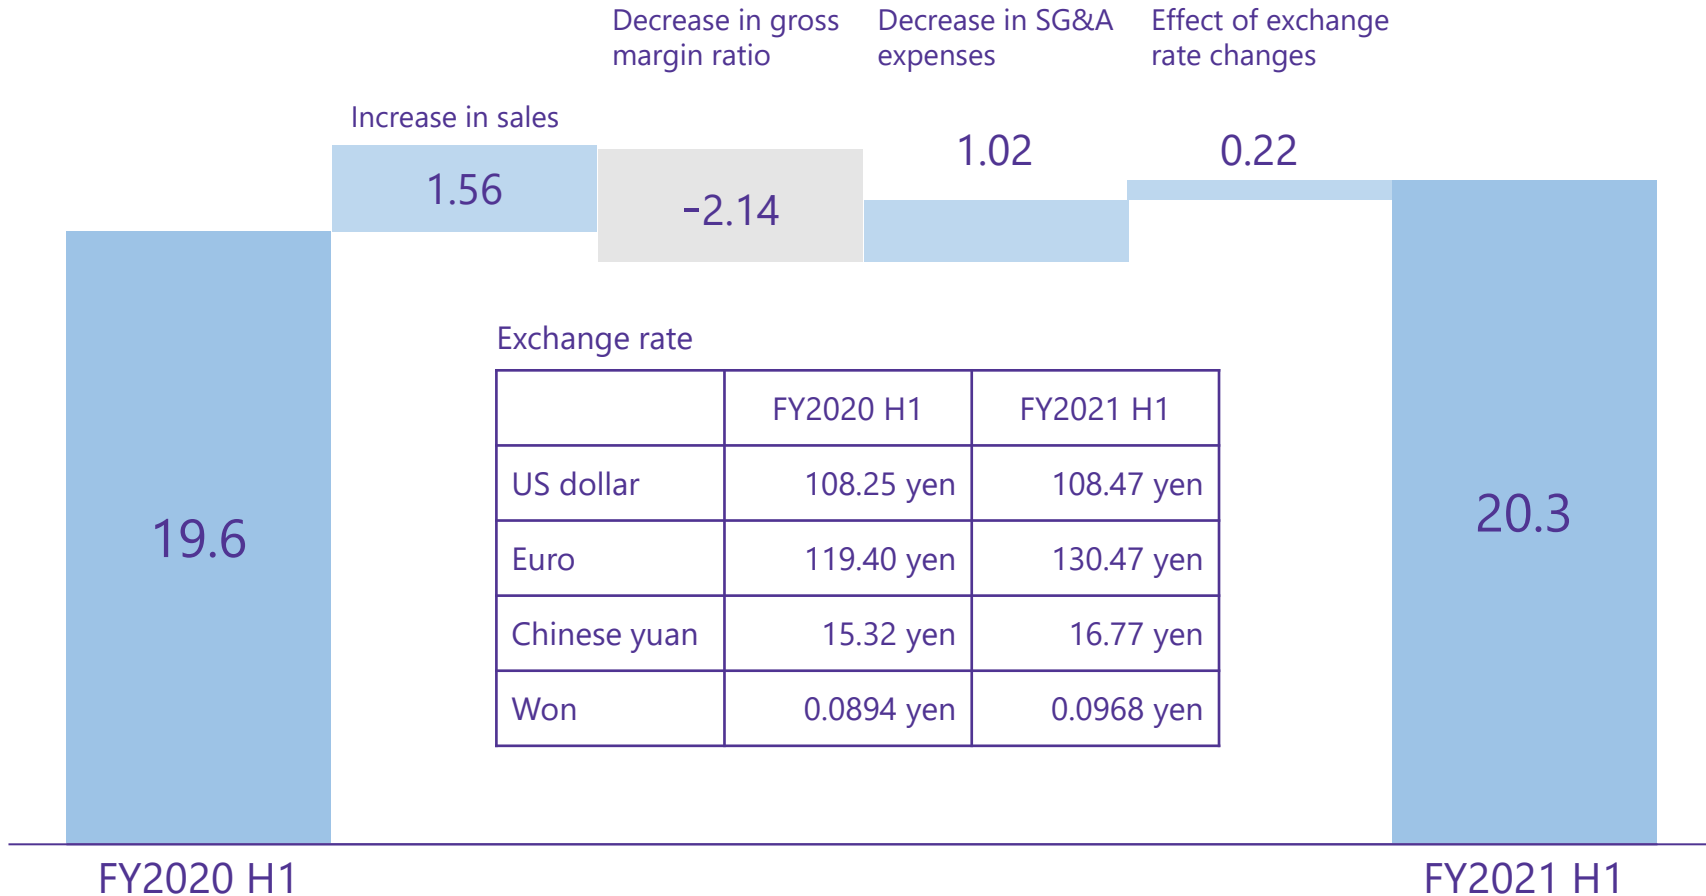 Decrease in gross
margin ratio
Decrease in SG&A
expenses
Effect of exchange
rate changes
Increase in sales
1.56
-2.14
1.02
0.22
19.6
20.3
Exchange rate
FY2020 H1 FY2021 H1
US dollar 108.25 yen 108.47 yen
Euro 119.40 yen 130.47 yen
Chinese yuan 15.32 yen 16.77 yen
Won 0.0894 yen 0.0968 yen
FY2020 H1
FY2021 H1